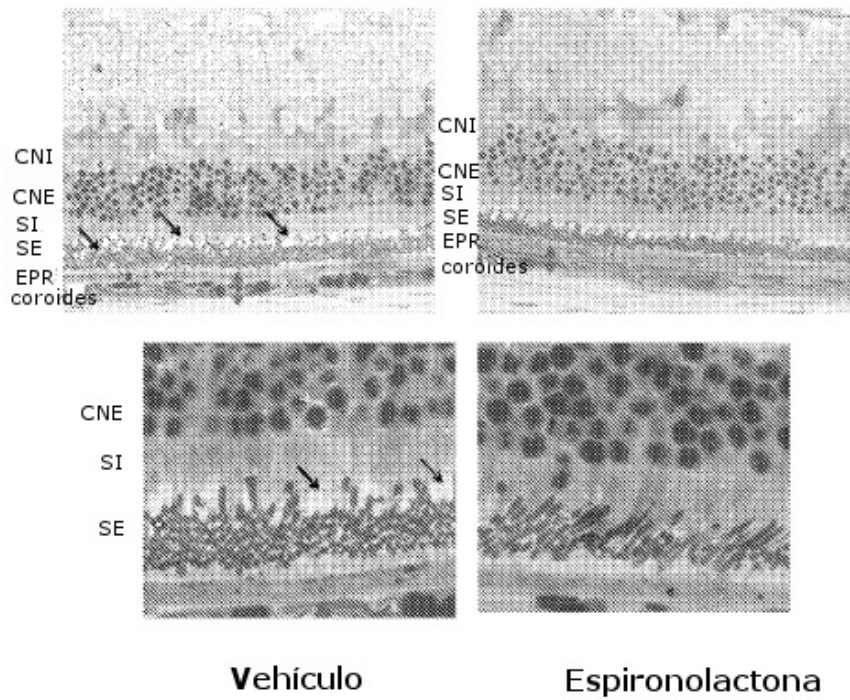 CNI
CNE
SI
SE
EPR
coroides
CNI
CNE
SI
SE
EPR
coroides
CNE
SI
SE
Vehículo
Espironolactona